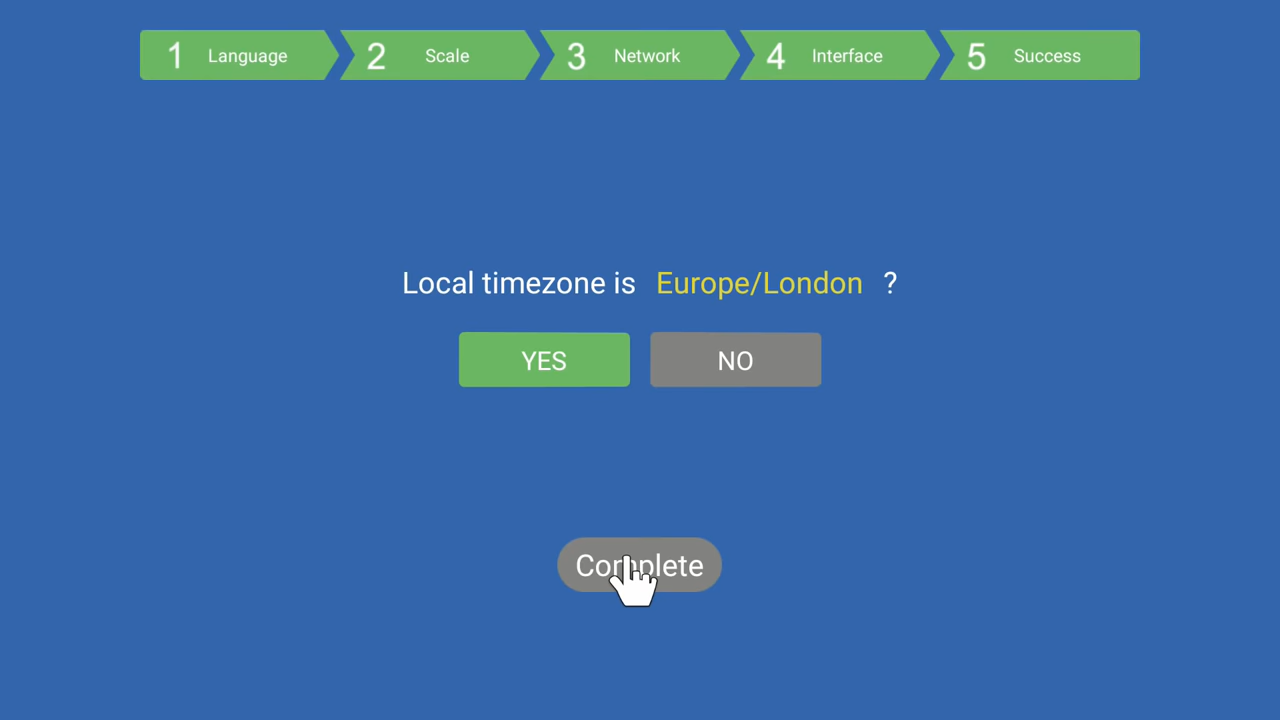 1 Language 2 Scale 3 Network 4 Interface 5 Success
Local timezone is Europe/London ?
YES NO
Complete